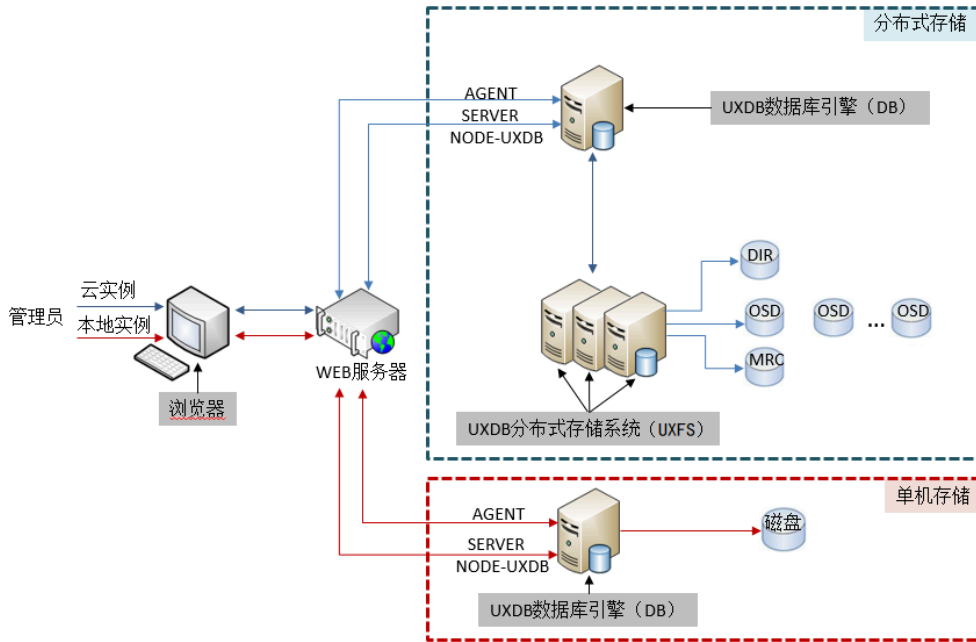 分布式存储
AGENT
SERVER
NODE-UXDB
UXDB数据库引擎（DB）
DIR
OSD
OSD
...
OSD
MRC
UXDB分布式存储系统（UXFS）
管理员
云实例
本地实例
浏览器
WEB服务器
单机存储
AGENT
SERVER
NODE-UXDB
磁盘
UXDB数据库引擎（DB）